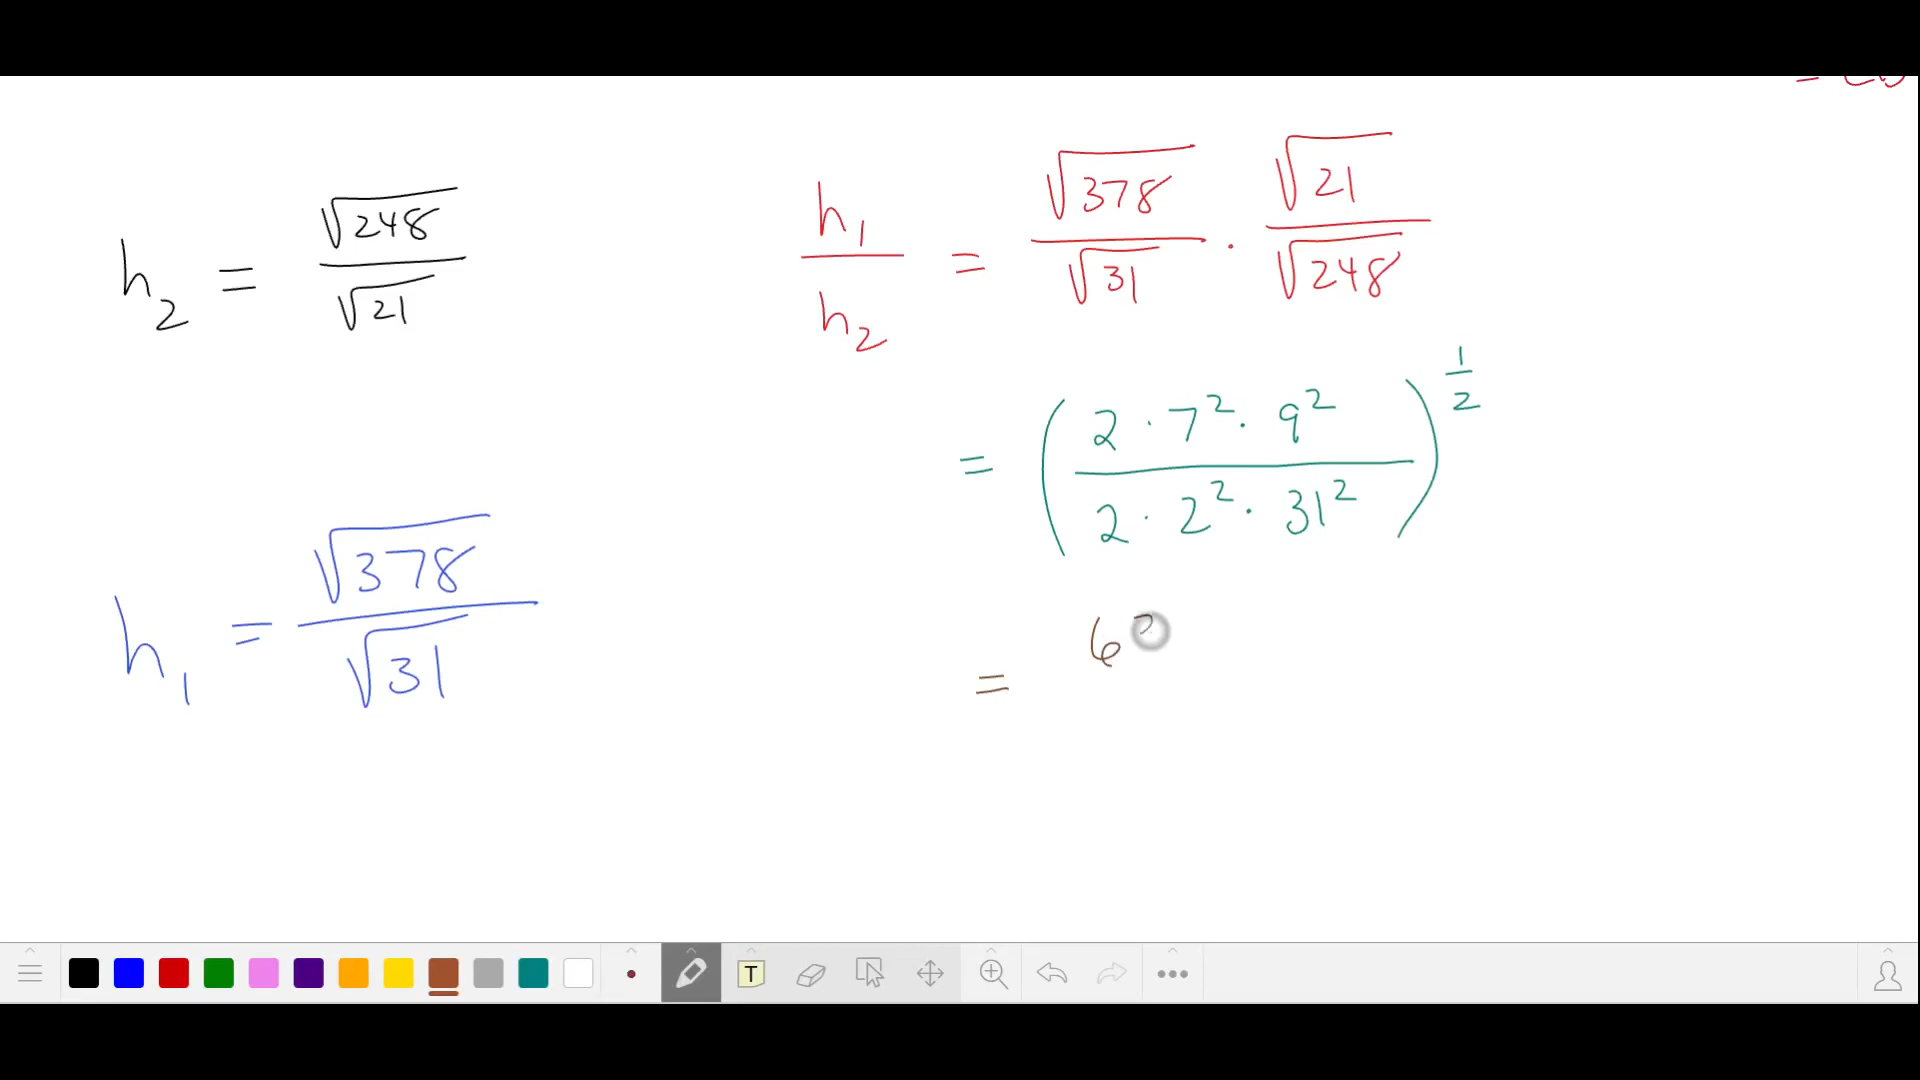 h₂ = √248 / √21
h₁ / h₂ = √378 / √31 · √21 / √248
= (2 · 7² · 9² / 2 · 2² · 31²)^(1/2)
h₁ = √378 / √31
= 6
T